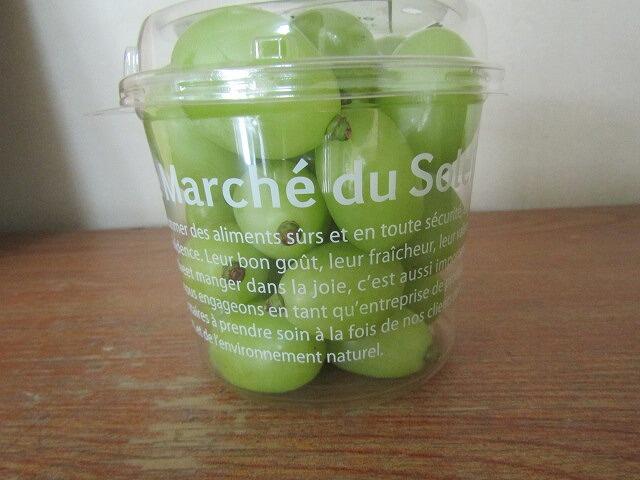 Marché du Soleil
des aliments sûrs et en toute sécurité
Leur bon goût, leur fraîcheur, leur
manger dans la joie, c'est aussi
engageons en tant qu'entreprise de
à prendre soin à la fois de nos
et de l'environnement naturel.